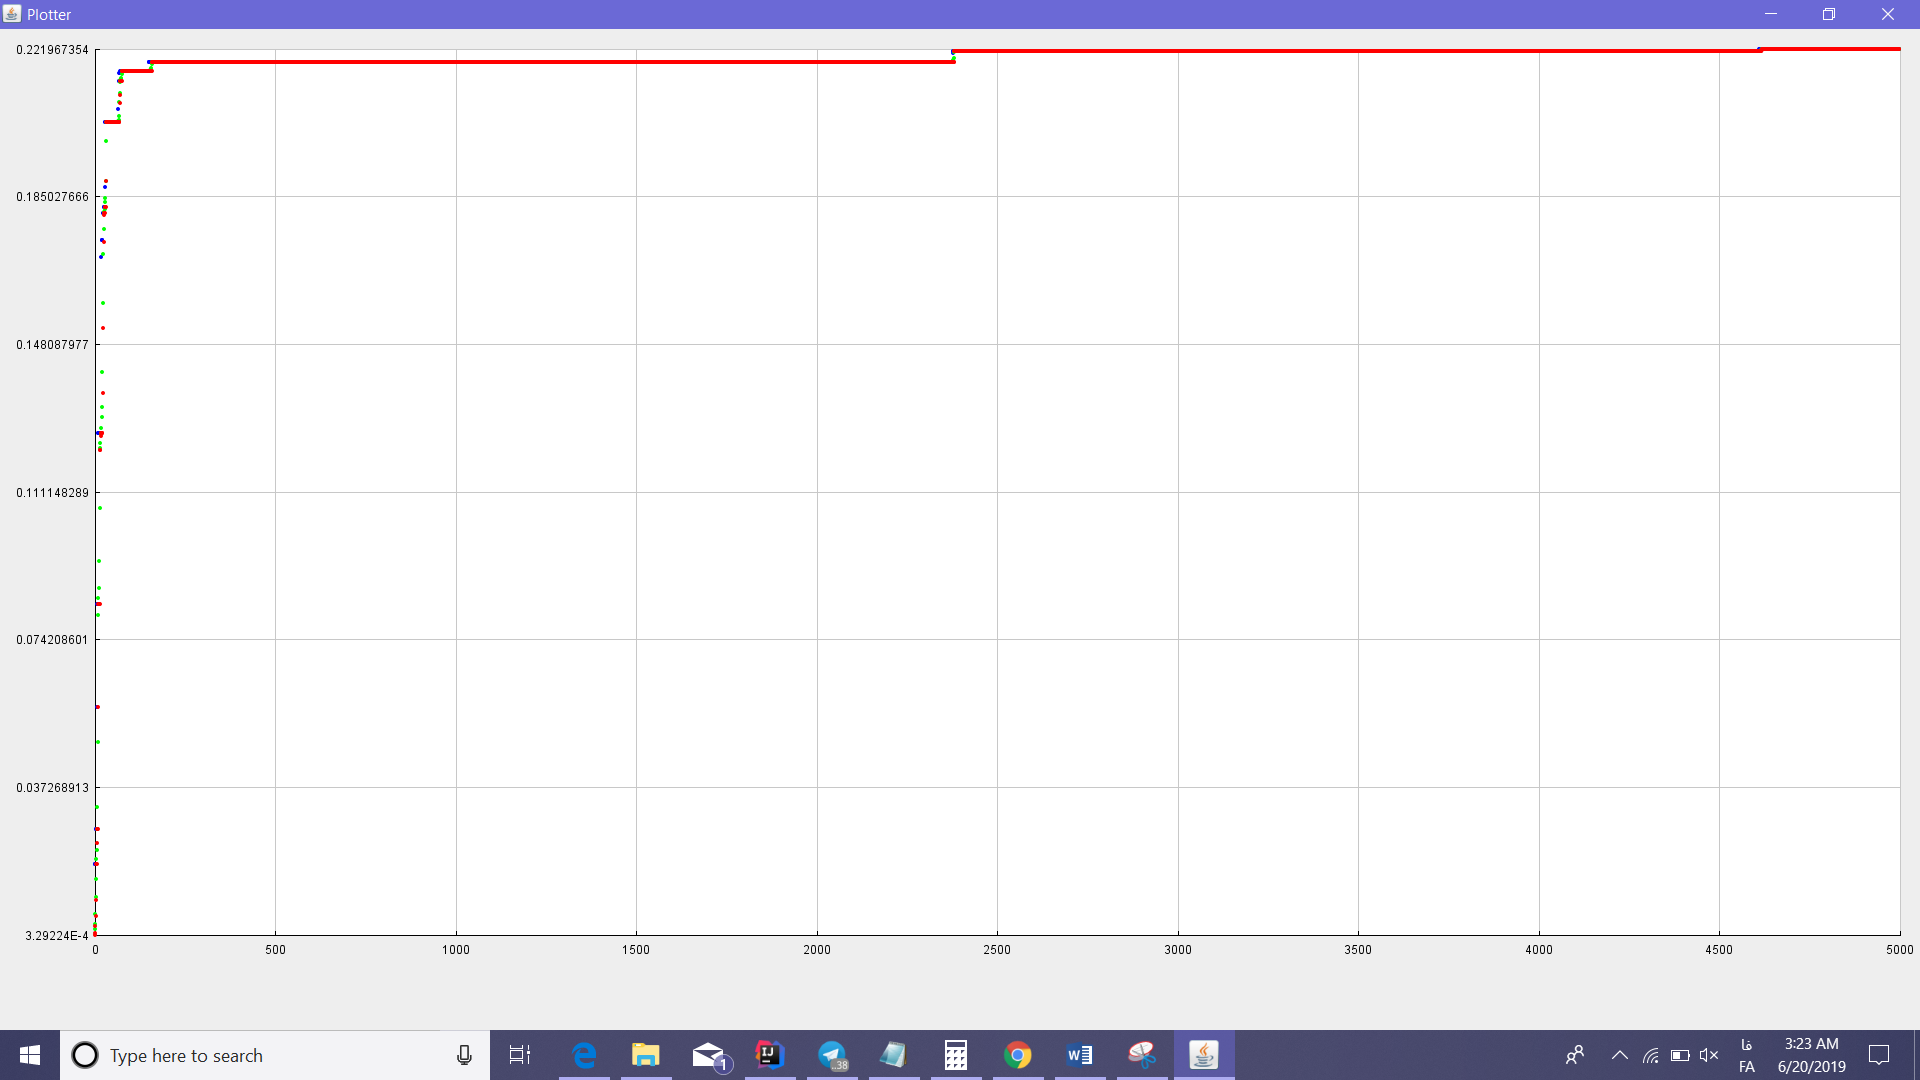 Plotter
0.221967354
0.185027666
0.148087977
0.111148289
0.074208601
0.037268913
3.29224E-4
0 500 1000 1500 2000 2500 3000 3500 4000 4500 5000
Type here to search
1
IJ
..38
W
فا
FA
3:23 AM
6/20/2019